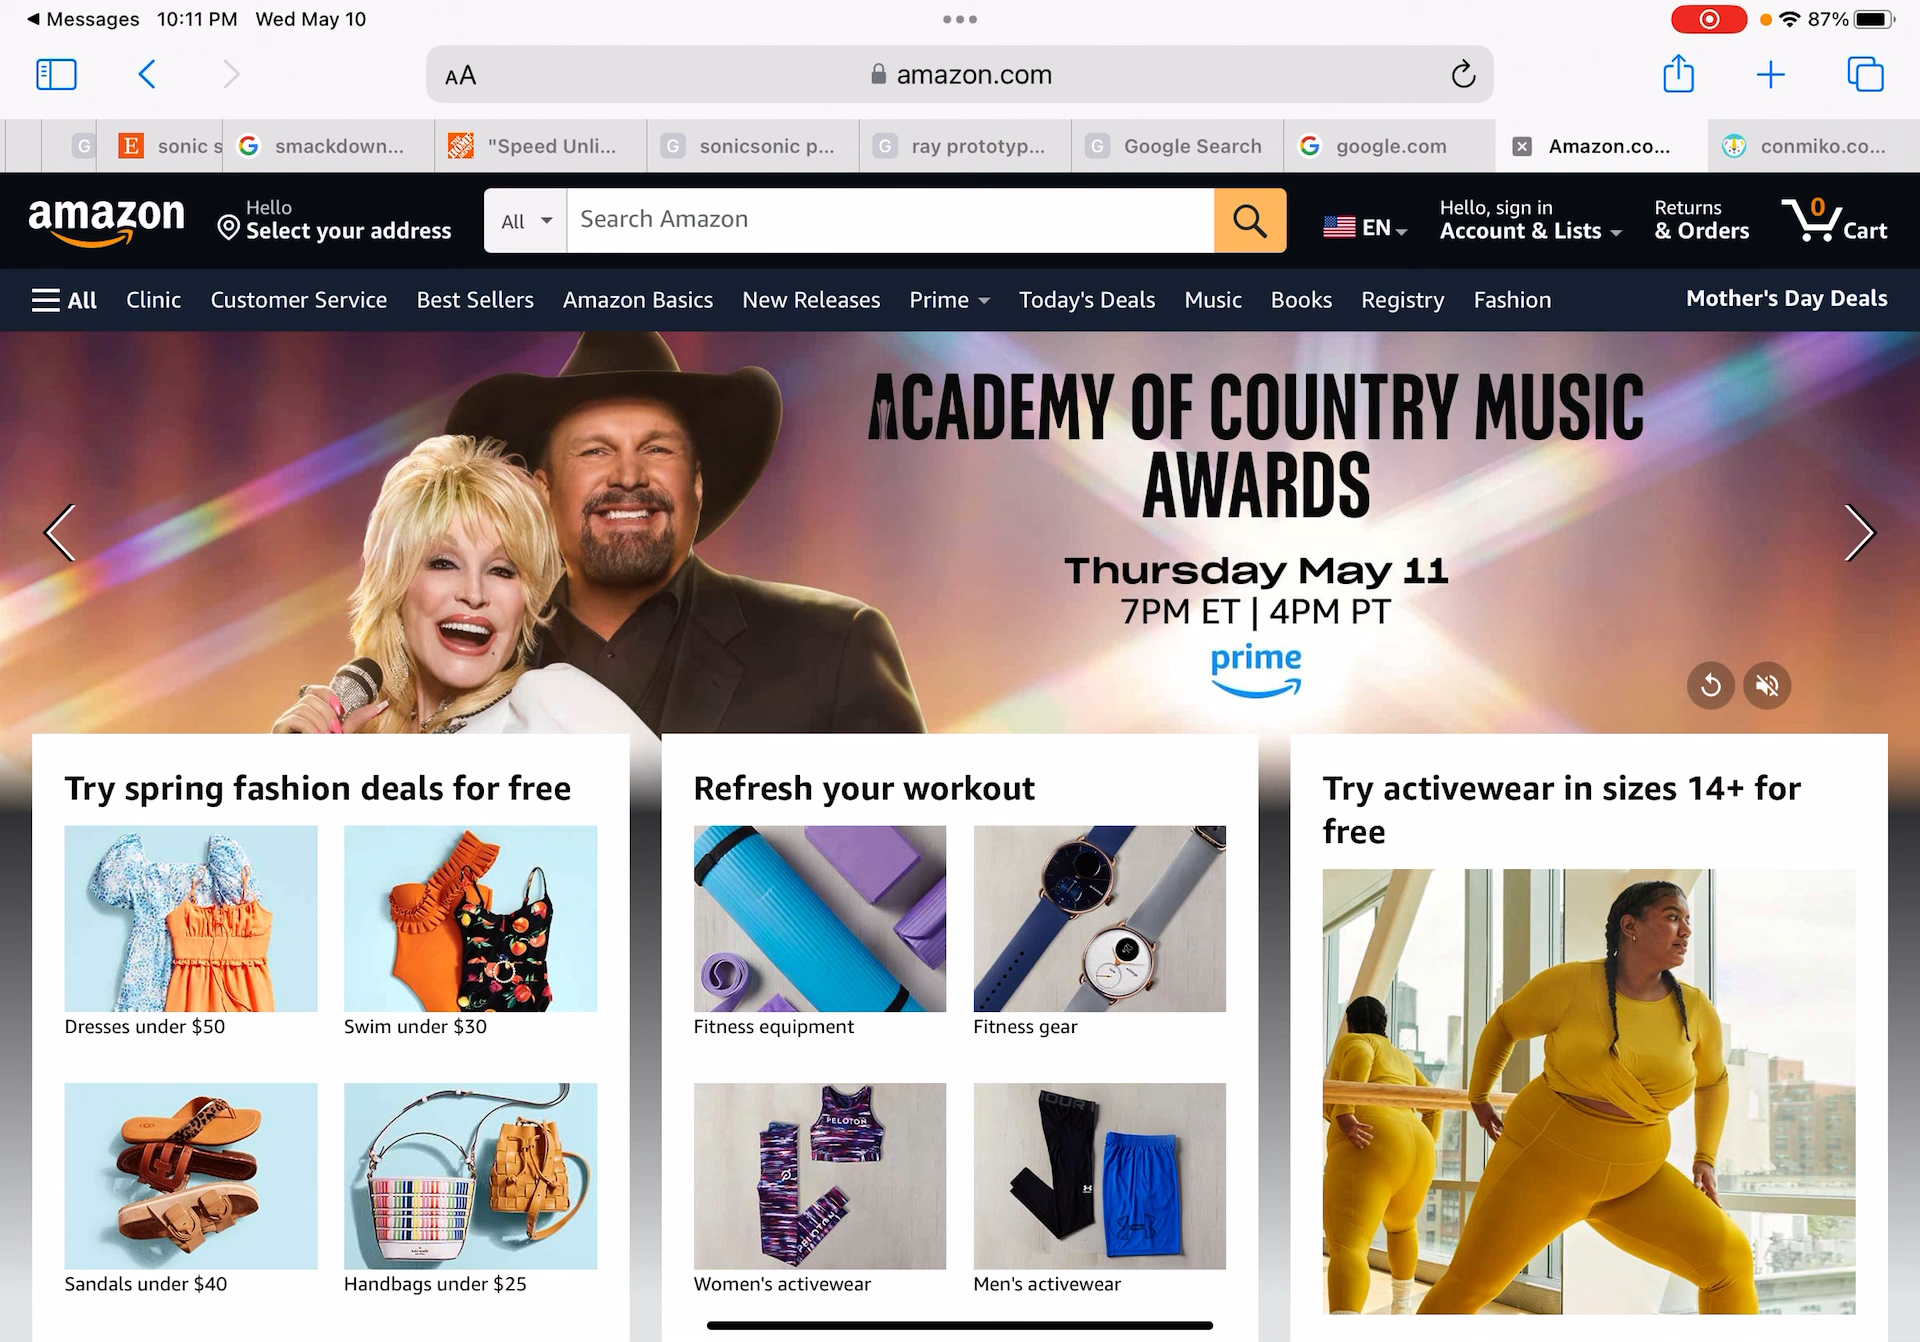 Messages 10:11 PM Wed May 10
87%
AA
amazon.com
G
E sonic s
G smackdown...
"Speed Unli...
G sonicsonic p...
G ray prototyp...
G Google Search
G google.com
Amazon.co...
conmiko.co...
amazon
Hello
Select your address
All
Search Amazon
EN
Hello, sign in
Account & Lists
Returns
& Orders
0
Cart
All Clinic Customer Service Best Sellers Amazon Basics New Releases Prime Today's Deals Music Books Registry Fashion Mother's Day Deals
ACADEMY OF COUNTRY MUSIC
AWARDS
Thursday May 11
7PM ET | 4PM PT
prime
Try spring fashion deals for free
Dresses under $50
Swim under $30
Sandals under $40
Handbags under $25
Refresh your workout
Fitness equipment
Fitness gear
PELOTON
PELOTON
Women's activewear
Men's activewear
Try activewear in sizes 14+ for
free